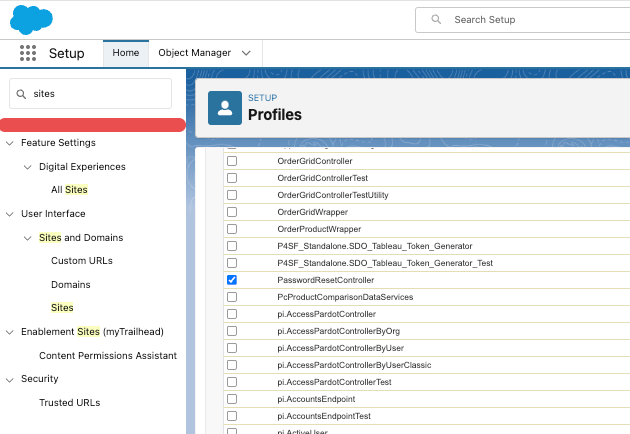 Search Setup
Setup
Home
Object Manager
sites
Feature Settings
Digital Experiences
All Sites
User Interface
Sites and Domains
Custom URLs
Domains
Sites
Enablement Sites (myTrailhead)
Content Permissions Assistant
Security
Trusted URLs
SETUP
Profiles
OrderGridController
OrderGridControllerTest
OrderGridControllerTestUtility
OrderGridWrapper
OrderProductWrapper
P4SF_Standalone.SDO_Tableau_Token_Generator
P4SF_Standalone.SDO_Tableau_Token_Generator_Test
PasswordResetController
PcProductComparisonDataServices
pi.AccessPardotController
pi.AccessPardotControllerByOrg
pi.AccessPardotControllerByUser
pi.AccessPardotControllerByUserClassic
pi.AccessPardotControllerTest
pi.AccountsEndpoint
pi.AccountsEndpointTest
pi.ActiveUser